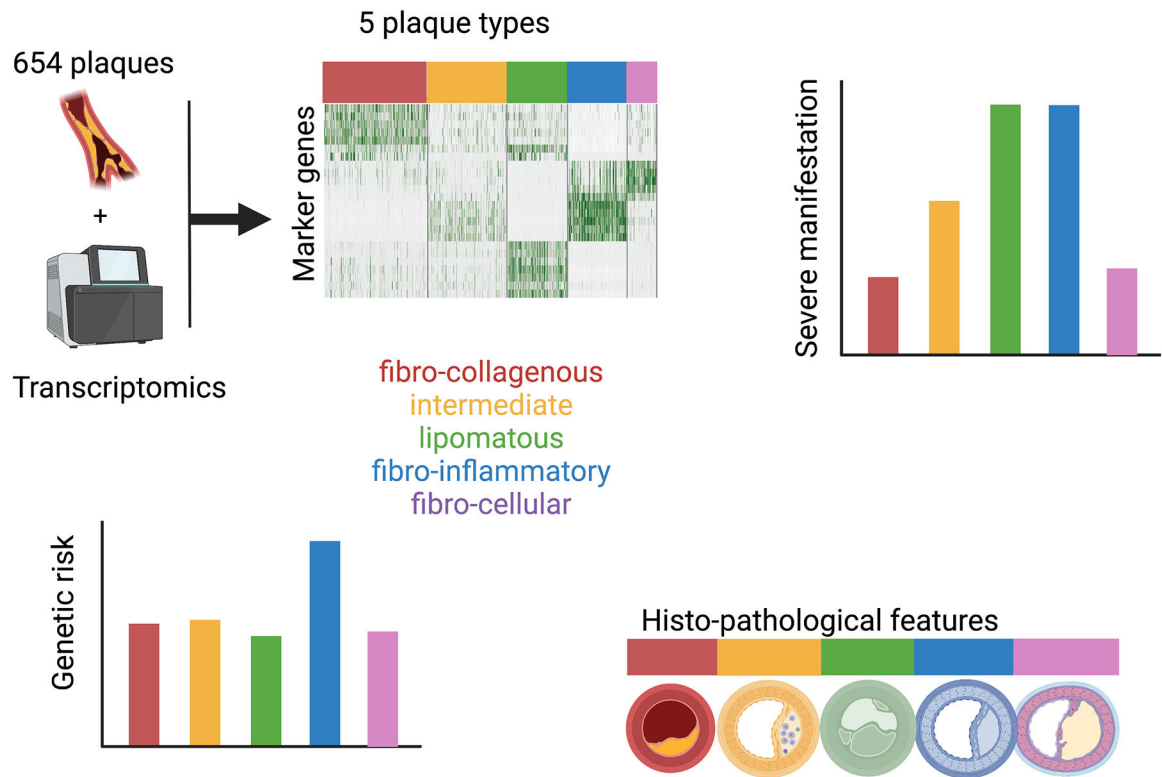 5 plaque types
654 plaques
+
Transcriptomics
Marker genes
fibro-collagenous
intermediate
lipomatous
fibro-inflammatory
fibro-cellular
Severe manifestation
Genetic risk
Histo-pathological features